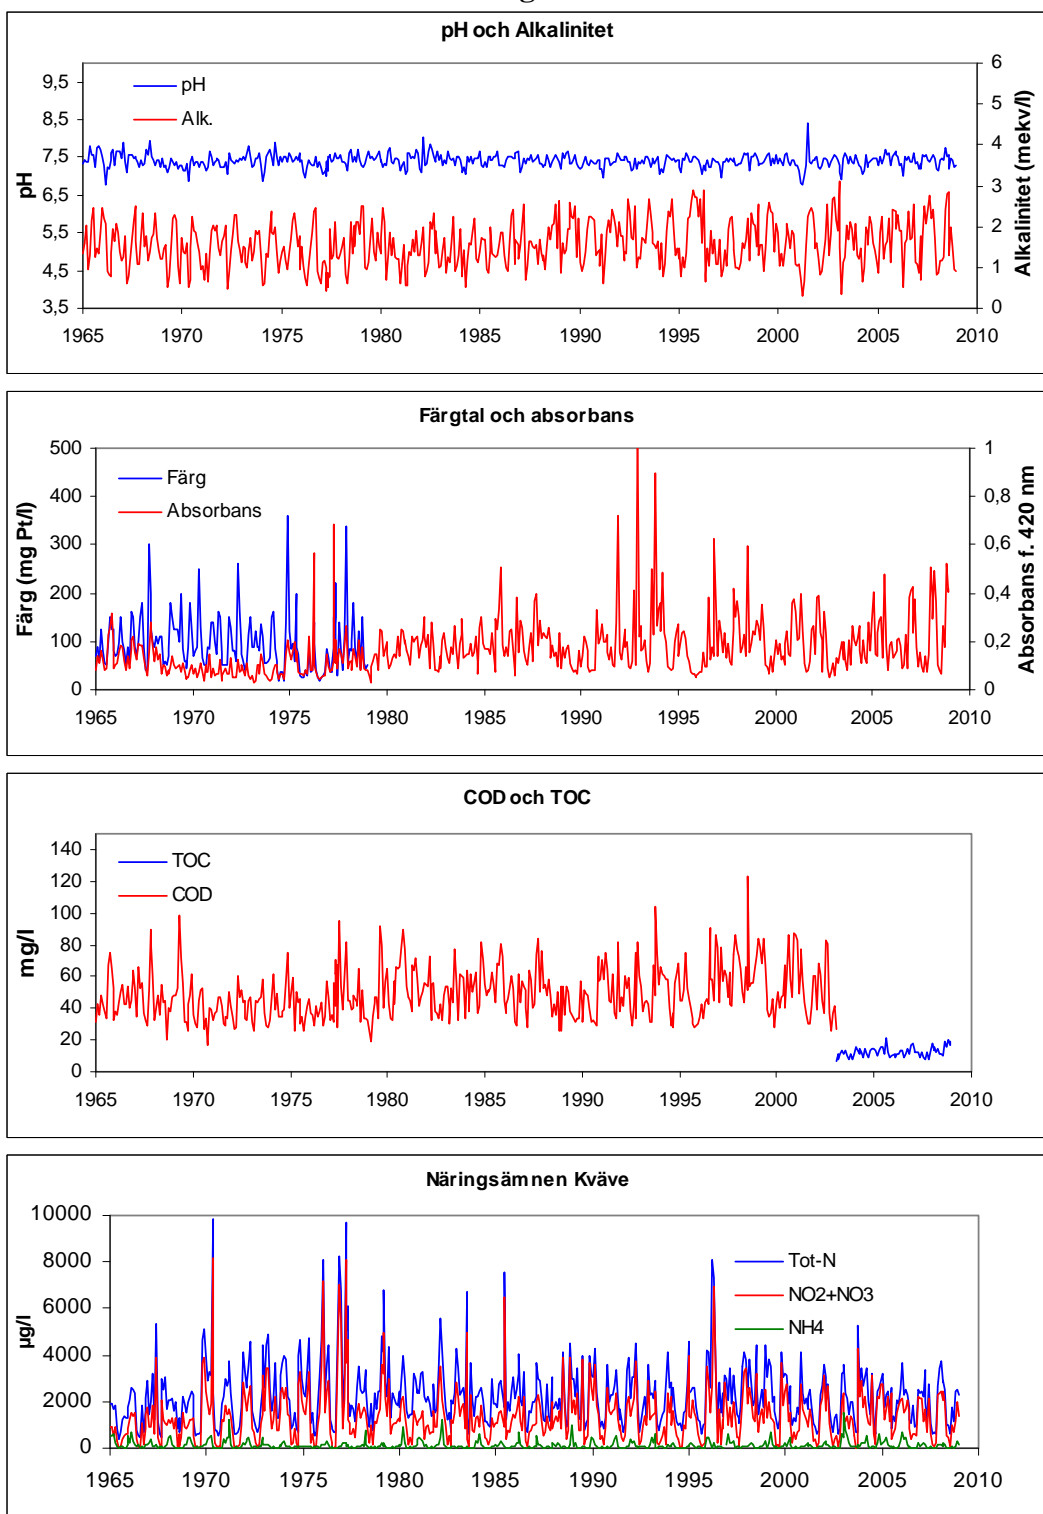 pH och Alkalinitet
pH
Alk.
9,5
8,5
7,5
6,5
5,5
4,5
3,5
pH
6
5
4
3
2
1
0
Alkalinitet (mekv/l)
1965 1970 1975 1980 1985 1990 1995 2000 2005 2010
Färgtal och absorbans
Färg
Absorbans
500
400
300
200
100
0
Färg (mg Pt/l)
1
0,8
0,6
0,4
0,2
0
Absorbans f. 420 nm
1965 1970 1975 1980 1985 1990 1995 2000 2005 2010
COD och TOC
TOC
COD
140
120
100
80
60
40
20
0
mg/l
1965 1970 1975 1980 1985 1990 1995 2000 2005 2010
Näringsämnen Kväve
Tot-N
NO2+NO3
NH4
10000
8000
6000
4000
2000
0
µg/l
1965 1970 1975 1980 1985 1990 1995 2000 2005 2010